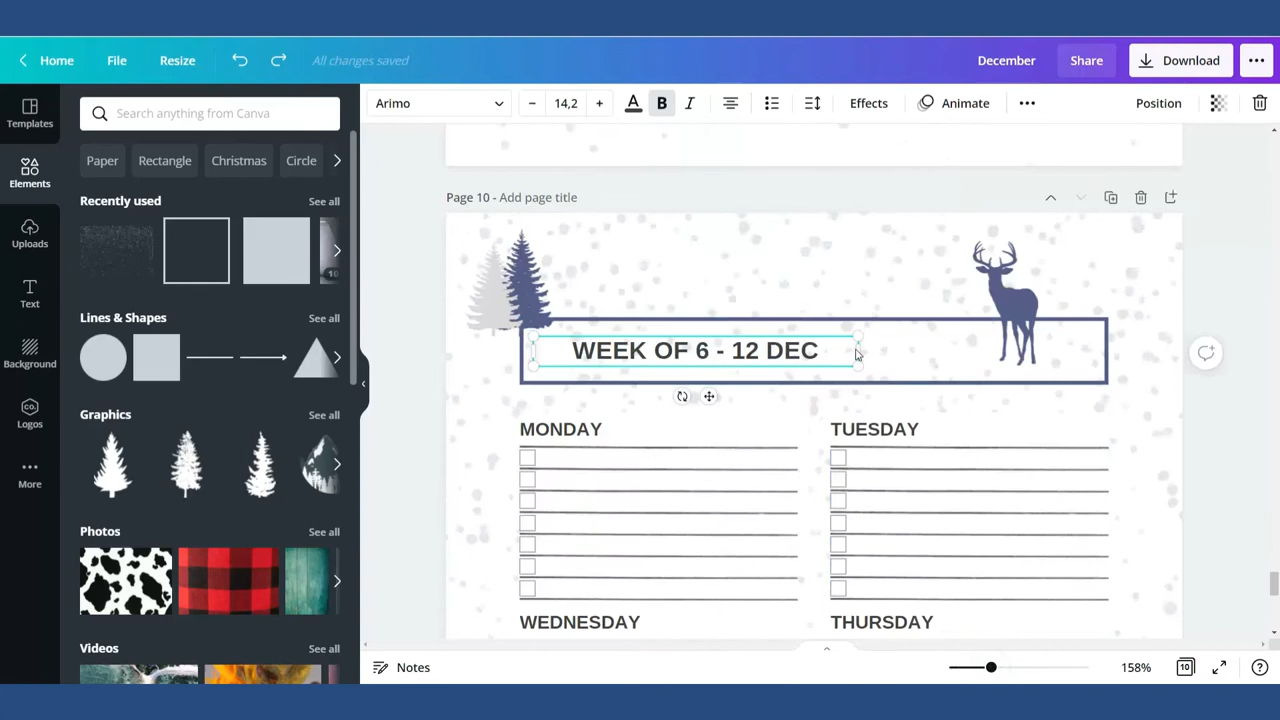 Home File Resize All changes saved December Share Download
Templates
Elements
Uploads
Text
Background
CO.
Logos
More
Search anything from Canva
Paper Rectangle Christmas Circle
Recently used See all
10
Lines & Shapes See all
Graphics See all
Photos See all
Videos See all
Arimo 14,2 A B I Effects Animate Position
Page 10 - Add page title
WEEK OF 6 - 12 DEC
MONDAY TUESDAY
WEDNESDAY THURSDAY
Notes 158% 10 ?